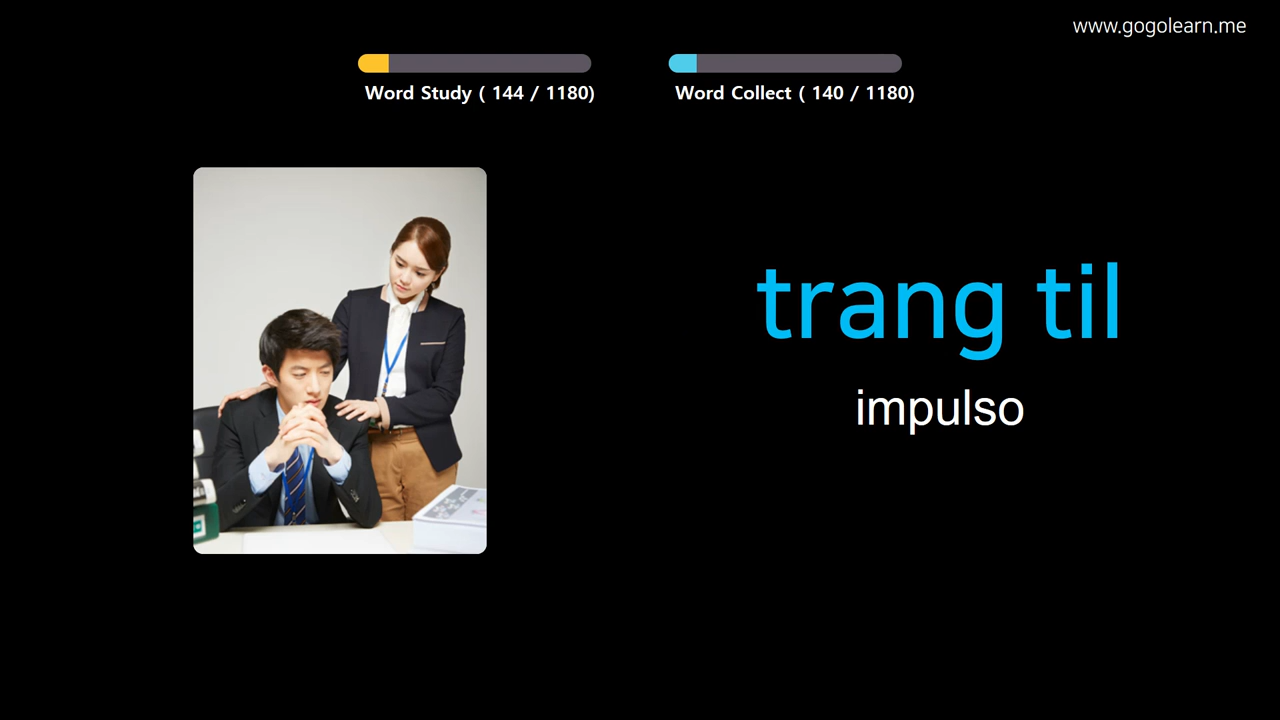 www.gogolearn.me
Word Study ( 144 / 1180)
Word Collect ( 140 / 1180)
trang til
impulso